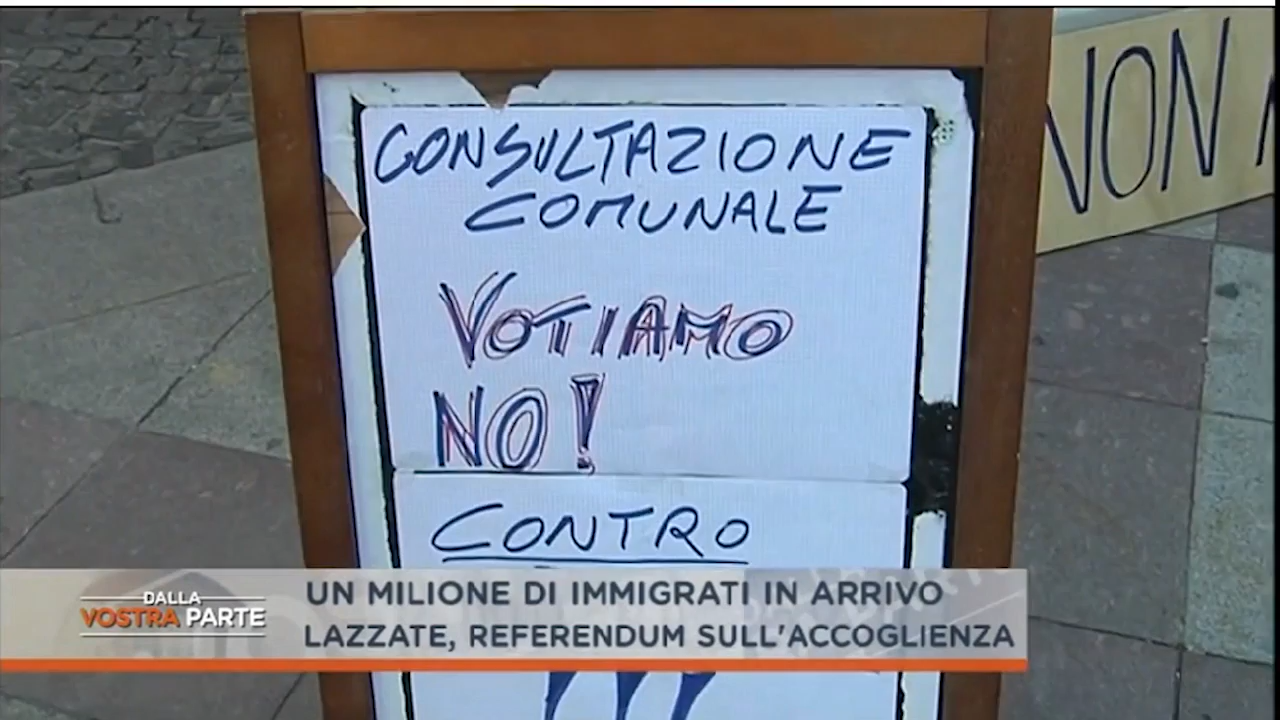 CONSULTAZIONE
COMUNALE
VOTIAMO
NO!
CONTRO
NON
DALLA
VOSTRA PARTE
UN MILIONE DI IMMIGRATI IN ARRIVO
LAZZATE, REFERENDUM SULL'ACCOGLIENZA